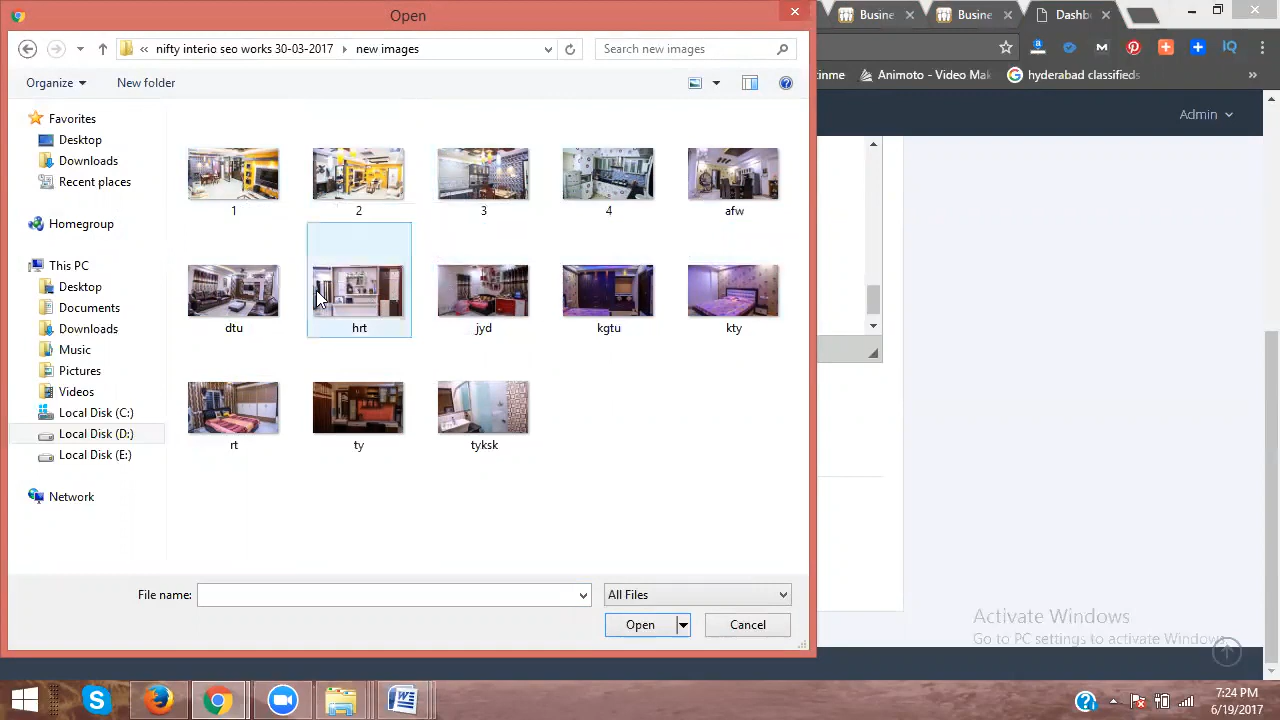 Open
Busine
Busine
Dashb
nifty interio seo works 30-03-2017
new images
Search new images
Organize
New folder
Animoto - Video Mak
hyderabad classifieds
Admin
Favorites
Desktop
Downloads
Recent places
Homegroup
This PC
Desktop
Documents
Downloads
Music
Pictures
Videos
Local Disk (C:)
Local Disk (D:)
Local Disk (E:)
Network
1
2
3
4
afw
dtu
hrt
jyd
kgtu
kty
rt
ty
tyksk
File name:
All Files
Open
Cancel
Activate Windows
Go to PC settings to activate Windows.
7:24 PM
6/19/2017